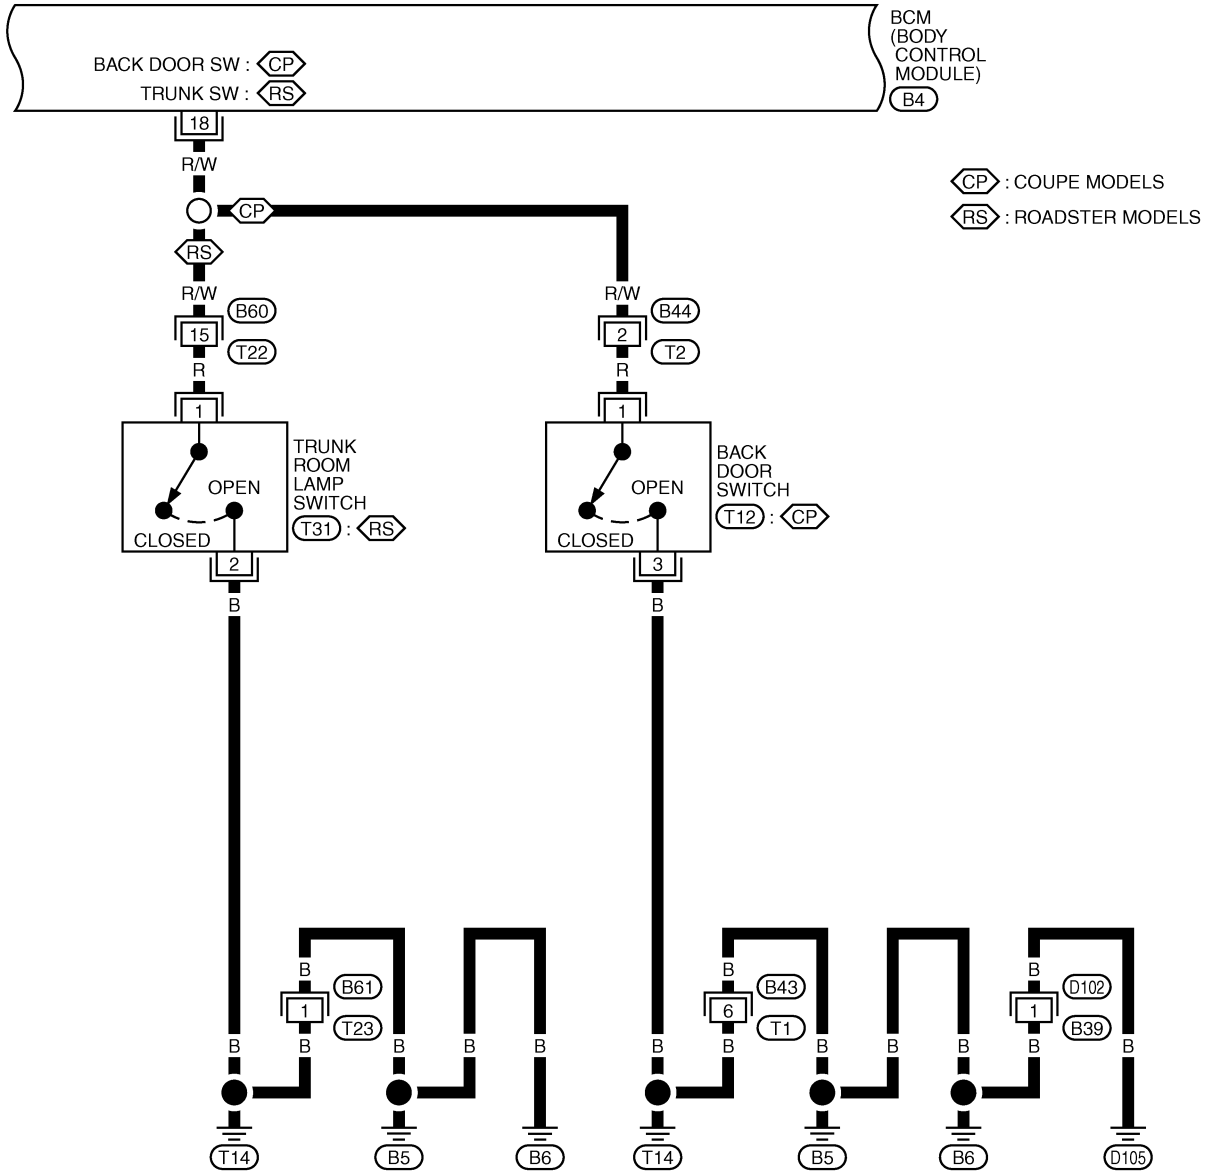 BCM
(BODY
CONTROL
MODULE)
B4
BACK DOOR SW : CP
TRUNK SW : RS
18
R/W
CP : COUPE MODELS
RS : ROADSTER MODELS
CP
RS
R/W
R/W
B60
B44
15
2
T22
T2
R
R
1
1
TRUNK
ROOM
LAMP
SWITCH
T31 : RS
OPEN
CLOSED
BACK
DOOR
SWITCH
T12 : CP
OPEN
CLOSED
2
3
B
B
B
B
B
B61
B43
D102
1
6
1
T23
T1
B39
B
B
B
B
B
B
B
B
B
B
B
B
T14
B5
B6
T14
B5
B6
D105